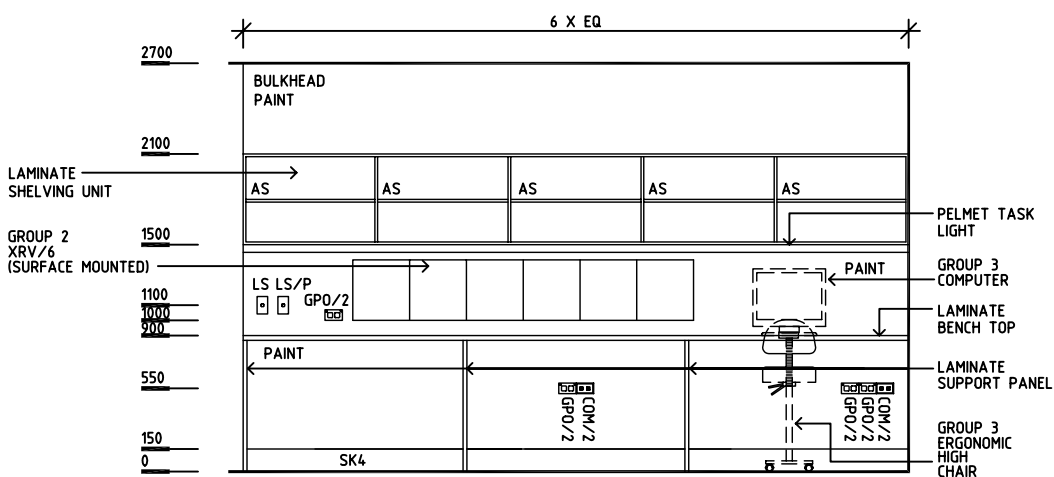 6 X EQ
2700
BULKHEAD
PAINT
2100
LAMINATE
SHELVING UNIT
AS
AS
AS
AS
AS
PELMET TASK
LIGHT
GROUP 2
XRV/6
(SURFACE MOUNTED)
1500
PAINT
GROUP 3
COMPUTER
LS LS/P
GPO/2
1100
1000
900
LAMINATE
BENCH TOP
PAINT
LAMINATE
SUPPORT PANEL
550
GPO/2
COM/2
GPO/2
GPO/2
COM/2
GROUP 3
ERGONOMIC
HIGH
CHAIR
150
SK4
0